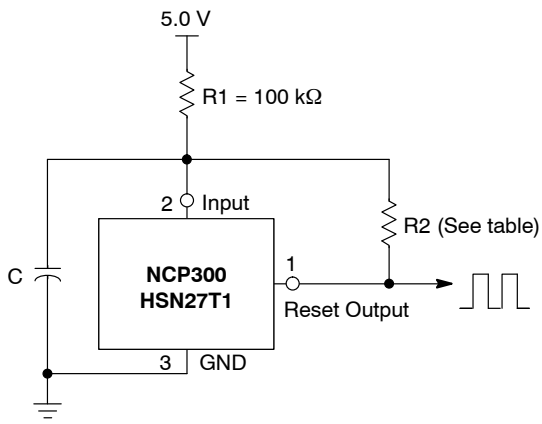 5.0 V
R1 = 100 kΩ
2
Input
R2 (See table)
C
NCP300
HSN27T1
1
Reset Output
3
GND